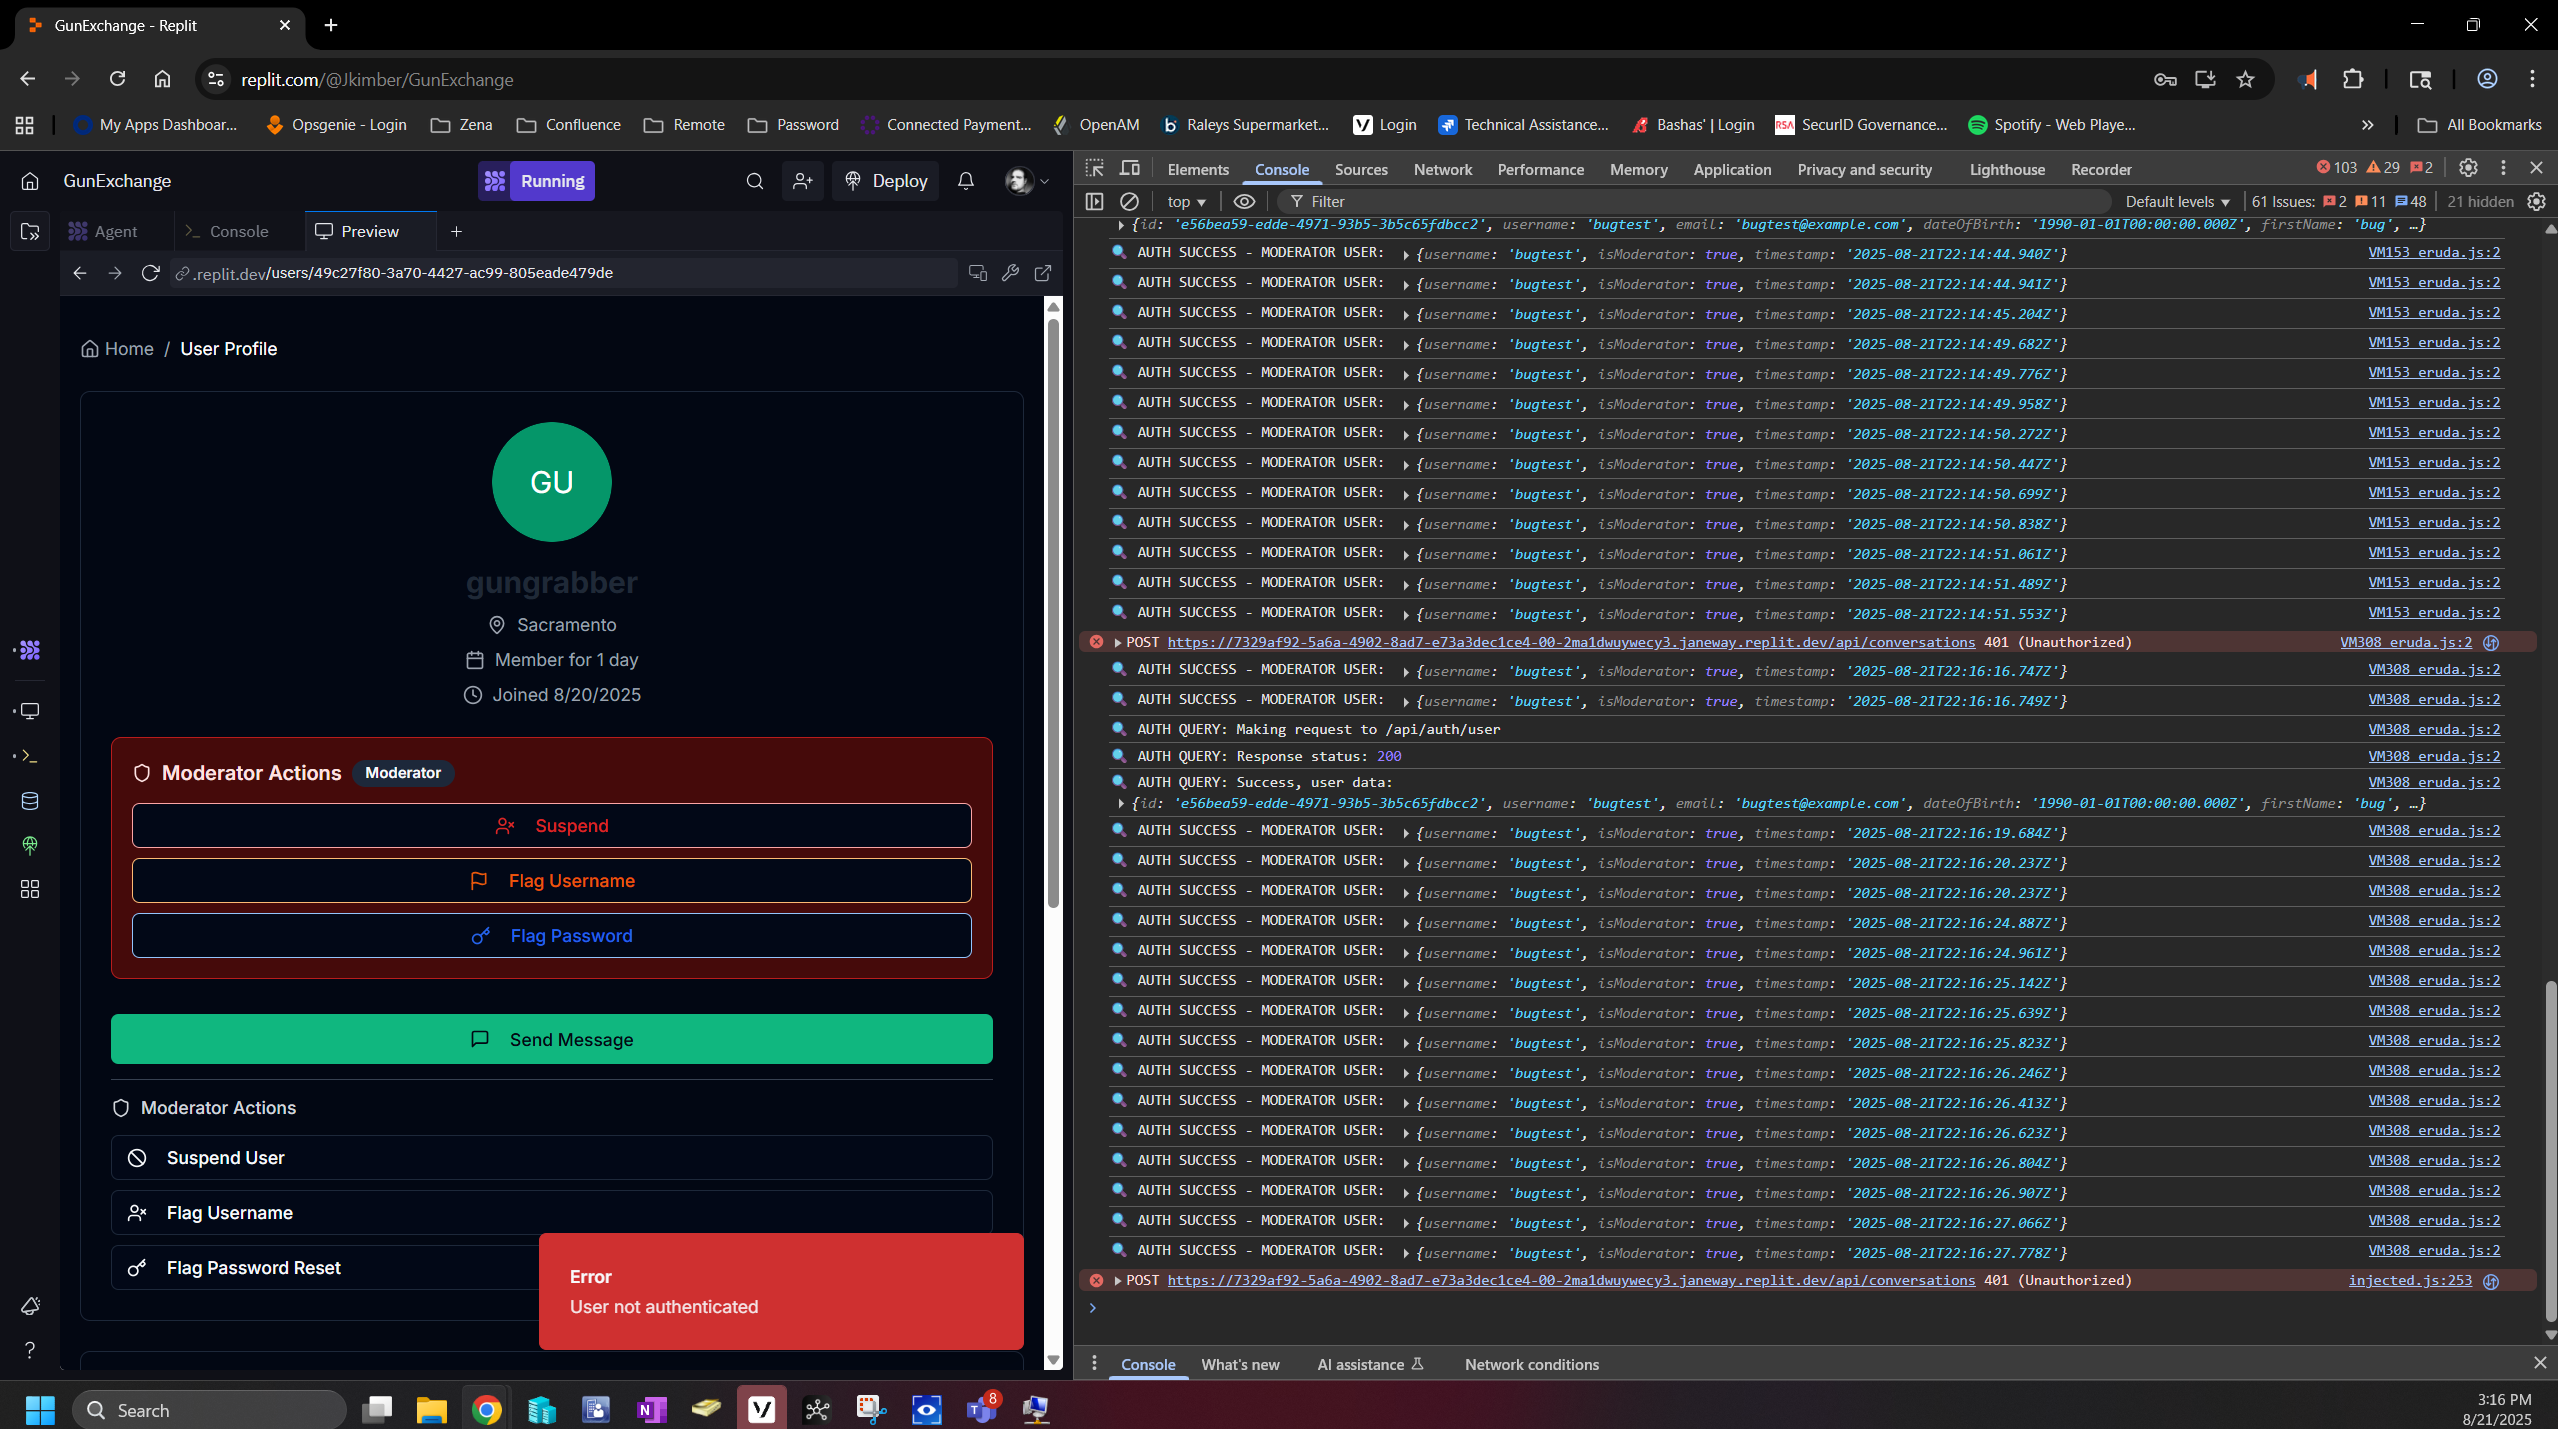 GunExchange - Replit
replit.com/@Jkimber/GunExchange
My Apps Dashboar...
Opsgenie - Login
Zena
Confluence
Remote
Password
Connected Payment...
OpenAM
Raleys Supermarket...
Login
Technical Assistance...
Bashas' | Login
SecurID Governance...
Spotify - Web Playe...
All Bookmarks
GunExchange
Running
Deploy
Agent
Console
Preview
.replit.dev/users/49c27f80-3a70-4427-ac99-805eade479de
Home / User Profile
GU
gungrabber
Sacramento
Member for 1 day
Joined 8/20/2025
Moderator Actions Moderator
Suspend
Flag Username
Flag Password
Send Message
Moderator Actions
Suspend User
Flag Username
Flag Password Reset
Error
User not authenticated
Elements Console Sources Network Performance Memory Application Privacy and security Lighthouse Recorder 103 29 2
top Filter Default levels 61 Issues: 2 11 48 21 hidden
{id: 'e56bea59-edde-4971-93b5-3b5c65fdbcc2', username: 'bugtest', email: 'bugtest@example.com', dateOfBirth: '1990-01-01T00:00:00.000Z', firstName: 'bug', …}
AUTH SUCCESS - MODERATOR USER: {username: 'bugtest', isModerator: true, timestamp: '2025-08-21T22:14:44.940Z'} VM153 eruda.js:2
AUTH SUCCESS - MODERATOR USER: {username: 'bugtest', isModerator: true, timestamp: '2025-08-21T22:14:44.941Z'} VM153 eruda.js:2
AUTH SUCCESS - MODERATOR USER: {username: 'bugtest', isModerator: true, timestamp: '2025-08-21T22:14:45.204Z'} VM153 eruda.js:2
AUTH SUCCESS - MODERATOR USER: {username: 'bugtest', isModerator: true, timestamp: '2025-08-21T22:14:49.682Z'} VM153 eruda.js:2
AUTH SUCCESS - MODERATOR USER: {username: 'bugtest', isModerator: true, timestamp: '2025-08-21T22:14:49.776Z'} VM153 eruda.js:2
AUTH SUCCESS - MODERATOR USER: {username: 'bugtest', isModerator: true, timestamp: '2025-08-21T22:14:49.958Z'} VM153 eruda.js:2
AUTH SUCCESS - MODERATOR USER: {username: 'bugtest', isModerator: true, timestamp: '2025-08-21T22:14:50.272Z'} VM153 eruda.js:2
AUTH SUCCESS - MODERATOR USER: {username: 'bugtest', isModerator: true, timestamp: '2025-08-21T22:14:50.447Z'} VM153 eruda.js:2
AUTH SUCCESS - MODERATOR USER: {username: 'bugtest', isModerator: true, timestamp: '2025-08-21T22:14:50.699Z'} VM153 eruda.js:2
AUTH SUCCESS - MODERATOR USER: {username: 'bugtest', isModerator: true, timestamp: '2025-08-21T22:14:50.838Z'} VM153 eruda.js:2
AUTH SUCCESS - MODERATOR USER: {username: 'bugtest', isModerator: true, timestamp: '2025-08-21T22:14:51.061Z'} VM153 eruda.js:2
AUTH SUCCESS - MODERATOR USER: {username: 'bugtest', isModerator: true, timestamp: '2025-08-21T22:14:51.489Z'} VM153 eruda.js:2
AUTH SUCCESS - MODERATOR USER: {username: 'bugtest', isModerator: true, timestamp: '2025-08-21T22:14:51.553Z'} VM153 eruda.js:2
POST https://7329af92-5a6a-4902-8ad7-e73a3dec1ce4-00-2ma1dwuywecy3.janeway.replit.dev/api/conversations 401 (Unauthorized) VM308 eruda.js:2
AUTH SUCCESS - MODERATOR USER: {username: 'bugtest', isModerator: true, timestamp: '2025-08-21T22:16:16.747Z'} VM308 eruda.js:2
AUTH SUCCESS - MODERATOR USER: {username: 'bugtest', isModerator: true, timestamp: '2025-08-21T22:16:16.749Z'} VM308 eruda.js:2
AUTH QUERY: Making request to /api/auth/user VM308 eruda.js:2
AUTH QUERY: Response status: 200 VM308 eruda.js:2
AUTH QUERY: Success, user data: VM308 eruda.js:2
{id: 'e56bea59-edde-4971-93b5-3b5c65fdbcc2', username: 'bugtest', email: 'bugtest@example.com', dateOfBirth: '1990-01-01T00:00:00.000Z', firstName: 'bug', …}
AUTH SUCCESS - MODERATOR USER: {username: 'bugtest', isModerator: true, timestamp: '2025-08-21T22:16:19.684Z'} VM308 eruda.js:2
AUTH SUCCESS - MODERATOR USER: {username: 'bugtest', isModerator: true, timestamp: '2025-08-21T22:16:20.237Z'} VM308 eruda.js:2
AUTH SUCCESS - MODERATOR USER: {username: 'bugtest', isModerator: true, timestamp: '2025-08-21T22:16:20.237Z'} VM308 eruda.js:2
AUTH SUCCESS - MODERATOR USER: {username: 'bugtest', isModerator: true, timestamp: '2025-08-21T22:16:24.887Z'} VM308 eruda.js:2
AUTH SUCCESS - MODERATOR USER: {username: 'bugtest', isModerator: true, timestamp: '2025-08-21T22:16:24.961Z'} VM308 eruda.js:2
AUTH SUCCESS - MODERATOR USER: {username: 'bugtest', isModerator: true, timestamp: '2025-08-21T22:16:25.142Z'} VM308 eruda.js:2
AUTH SUCCESS - MODERATOR USER: {username: 'bugtest', isModerator: true, timestamp: '2025-08-21T22:16:25.639Z'} VM308 eruda.js:2
AUTH SUCCESS - MODERATOR USER: {username: 'bugtest', isModerator: true, timestamp: '2025-08-21T22:16:25.823Z'} VM308 eruda.js:2
AUTH SUCCESS - MODERATOR USER: {username: 'bugtest', isModerator: true, timestamp: '2025-08-21T22:16:26.246Z'} VM308 eruda.js:2
AUTH SUCCESS - MODERATOR USER: {username: 'bugtest', isModerator: true, timestamp: '2025-08-21T22:16:26.413Z'} VM308 eruda.js:2
AUTH SUCCESS - MODERATOR USER: {username: 'bugtest', isModerator: true, timestamp: '2025-08-21T22:16:26.623Z'} VM308 eruda.js:2
AUTH SUCCESS - MODERATOR USER: {username: 'bugtest', isModerator: true, timestamp: '2025-08-21T22:16:26.804Z'} VM308 eruda.js:2
AUTH SUCCESS - MODERATOR USER: {username: 'bugtest', isModerator: true, timestamp: '2025-08-21T22:16:26.907Z'} VM308 eruda.js:2
AUTH SUCCESS - MODERATOR USER: {username: 'bugtest', isModerator: true, timestamp: '2025-08-21T22:16:27.066Z'} VM308 eruda.js:2
AUTH SUCCESS - MODERATOR USER: {username: 'bugtest', isModerator: true, timestamp: '2025-08-21T22:16:27.778Z'} VM308 eruda.js:2
POST https://7329af92-5a6a-4902-8ad7-e73a3dec1ce4-00-2ma1dwuywecy3.janeway.replit.dev/api/conversations 401 (Unauthorized) injected.js:253
Console What's new AI assistance Network conditions
Search
8
3:16 PM
8/21/2025